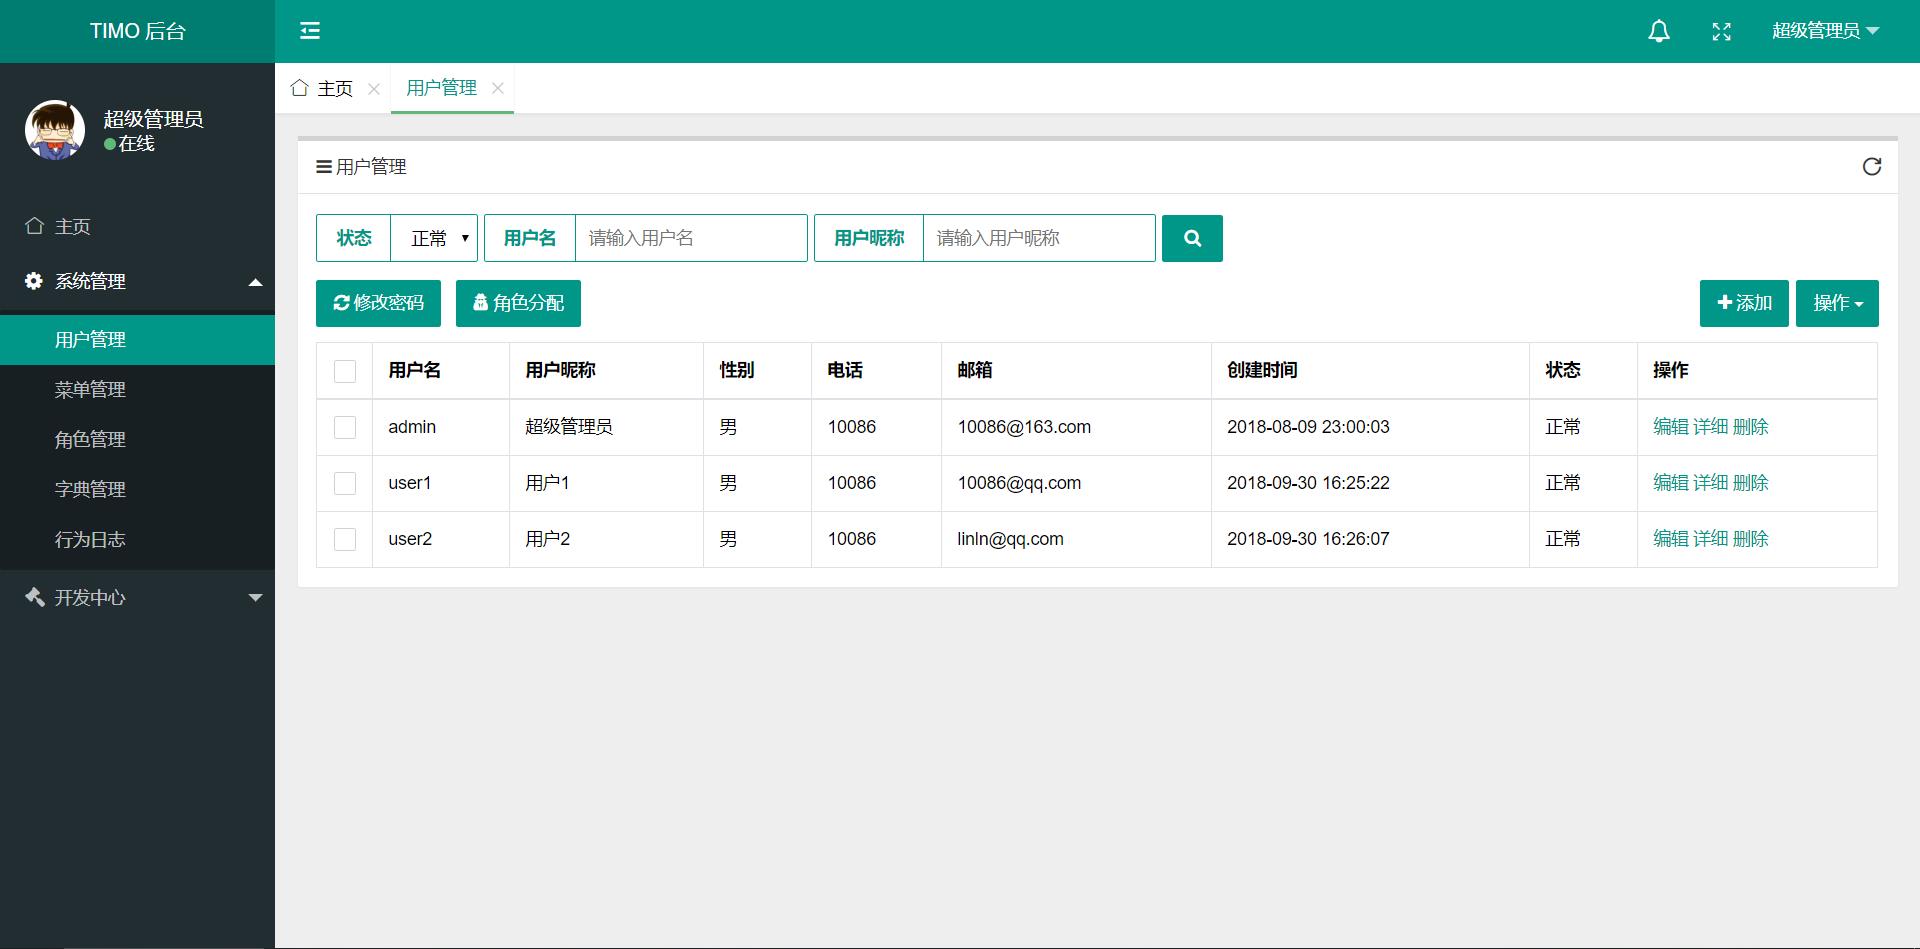 TIMO 后台
超级管理员
主页
用户管理
超级管理员
在线
主页
系统管理
用户管理
菜单管理
角色管理
字典管理
行为日志
开发中心
用户管理
状态 正常 用户名 请输入用户名 用户昵称 请输入用户昵称
修改密码 角色分配 添加 操作
用户名 用户昵称 性别 电话 邮箱 创建时间 状态 操作
admin 超级管理员 男 10086 10086@163.com 2018-08-09 23:00:03 正常 编辑 详细 删除
user1 用户1 男 10086 10086@qq.com 2018-09-30 16:25:22 正常 编辑 详细 删除
user2 用户2 男 10086 linln@qq.com 2018-09-30 16:26:07 正常 编辑 详细 删除